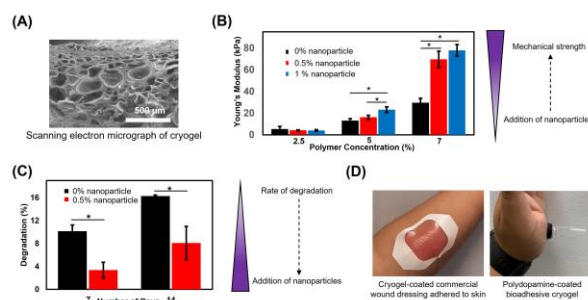 (A)
500 µm
Scanning electron micrograph of cryogel
(B)
Young's Modulus (kPa)
80
60
40
20
0
0% nanoparticle
0.5% nanoparticle
1 % nanoparticle
*
*
*
*
2.5
5
7
Polymer Concentration (%)
Mechanical strength
Addition of nanoparticles
(C)
Degradation (%)
16
12
8
4
0
0% nanoparticle
0.5% nanoparticle
*
*
7
Number of Days
14
Rate of degradation
Addition of nanoparticles
(D)
Cryogel-coated commercial
wound dressing adhered to skin
Polydopamine-coated
bioadhesive cryogel